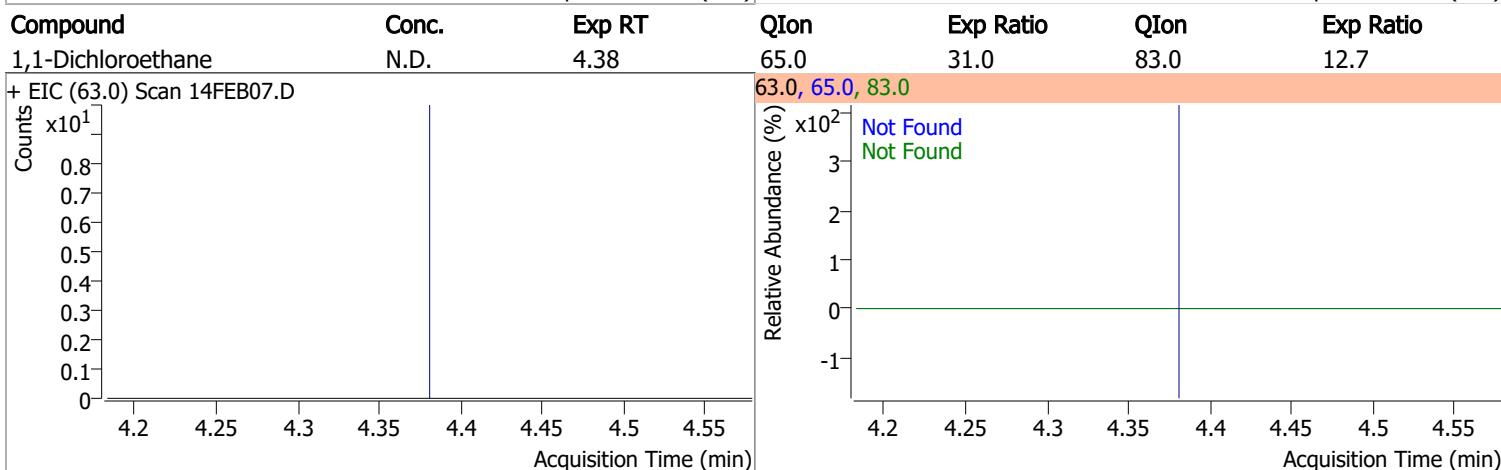 Compound Conc. Exp RT QIon Exp Ratio QIon Exp Ratio
1,1-Dichloroethane N.D. 4.38 65.0 31.0 83.0 12.7
+ EIC (63.0) Scan 14FEB07.D
Counts
x10¹
0.8
0.7
0.6
0.5
0.4
0.3
0.2
0.1
0
4.2 4.25 4.3 4.35 4.4 4.45 4.5 4.55
Acquisition Time (min)
63.0, 65.0, 83.0
Relative Abundance (%)
x10²
Not Found
Not Found
3
2
1
0
-1
4.2 4.25 4.3 4.35 4.4 4.45 4.5 4.55
Acquisition Time (min)